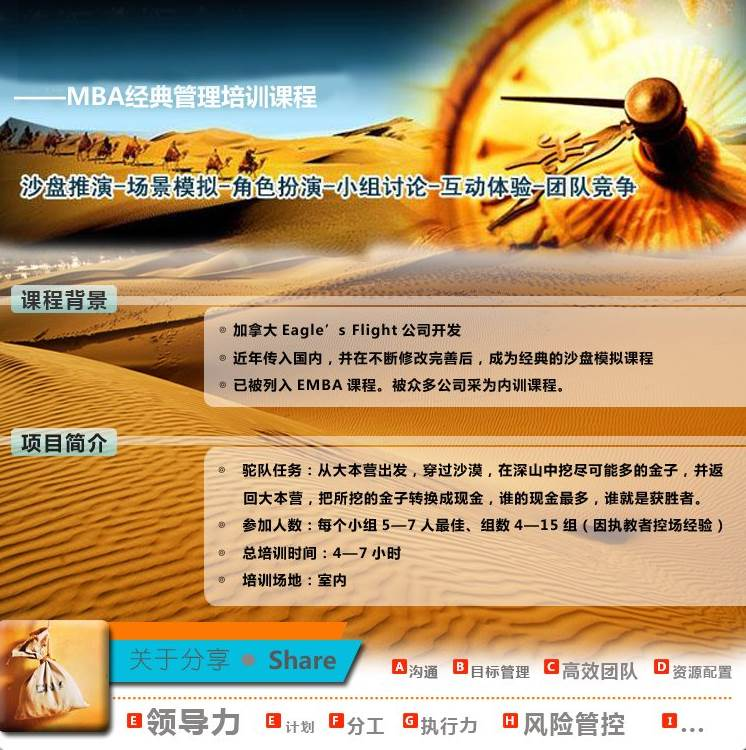 ——MBA经典管理培训课程
沙盘推演-场景模拟-角色扮演-小组讨论-互动体验-团队竞争
课程背景
加拿大 Eagle’s Flight 公司开发
近年传入国内，并在不断修改完善后，成为经典的沙盘模拟课程
已被列入 EMBA 课程。被众多公司采为内训课程。
项目简介
驼队任务：从大本营出发，穿过沙漠，在深山中挖尽可能多的金子，并返
回大本营，把所挖的金子转换成现金，谁的现金最多，谁就是获胜者。
参加人数：每个小组 5—7 人最佳、组数 4—15 组（因执教者控场经验）
总培训时间：4—7 小时
培训场地：室内
关于分享 Share
A 沟通 B 目标管理 C 高效团队 D 资源配置
E 领导力 E 计划 F 分工 G 执行力 H 风险管控 I ...